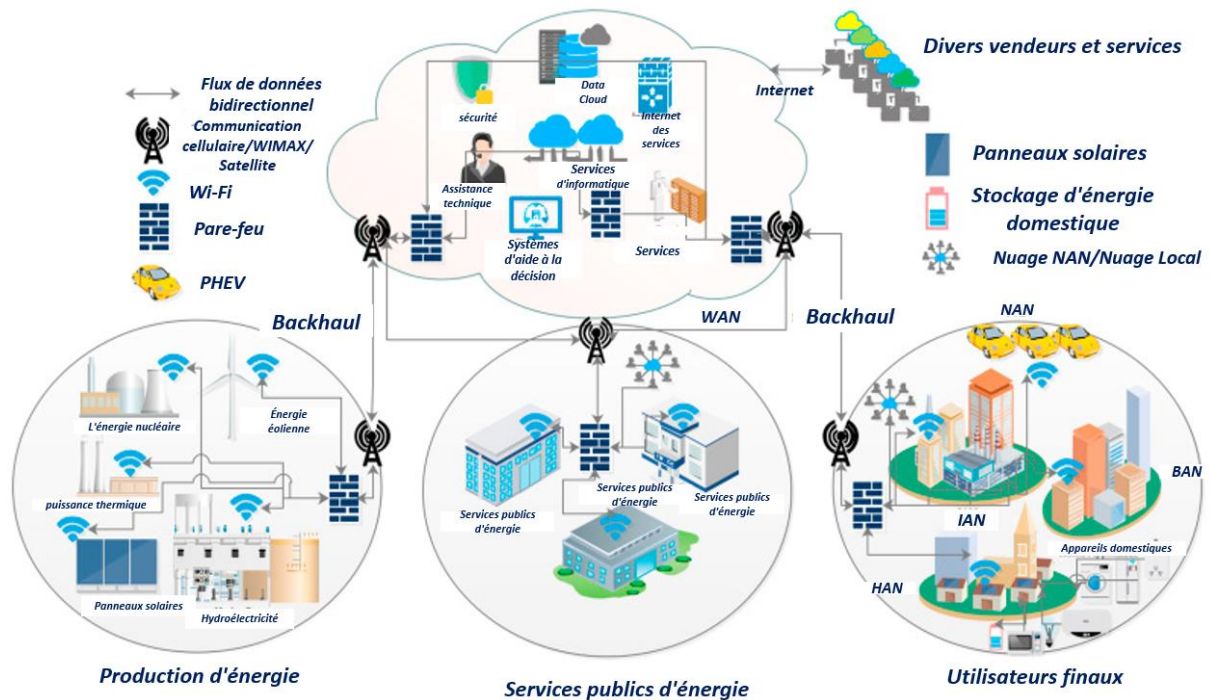 Flux de données
bidirectionnel
Communication
cellulaire/WIMAX/
Satellite
Wi-Fi
Pare-feu
PHEV
sécurité
Data
Cloud
Internet
des
services
Assistance
technique
Services
d'informatique
Systèmes
d'aide à la
décision
Services
Internet
Divers vendeurs et services
Panneaux solaires
Stockage d'énergie
domestique
Nuage NAN/Nuage Local
Backhaul
WAN
Backhaul
L'énergie nucléaire
Énergie
éolienne
puissance thermique
Panneaux solaires
Hydroélectricité
Production d'énergie
Services publics
d'énergie
Services publics
d'énergie
Services publics
d'énergie
Services publics d'énergie
NAN
BAN
IAN
Appareils domestiques
HAN
Utilisateurs finaux